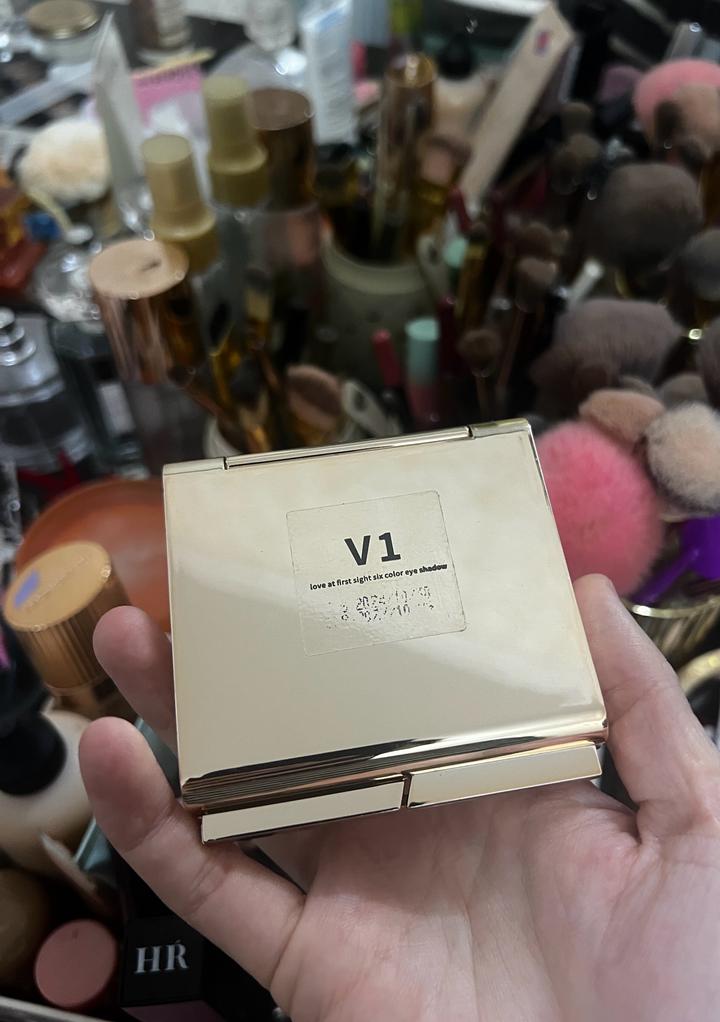 V1
love at first sight six color eye shadow
HR